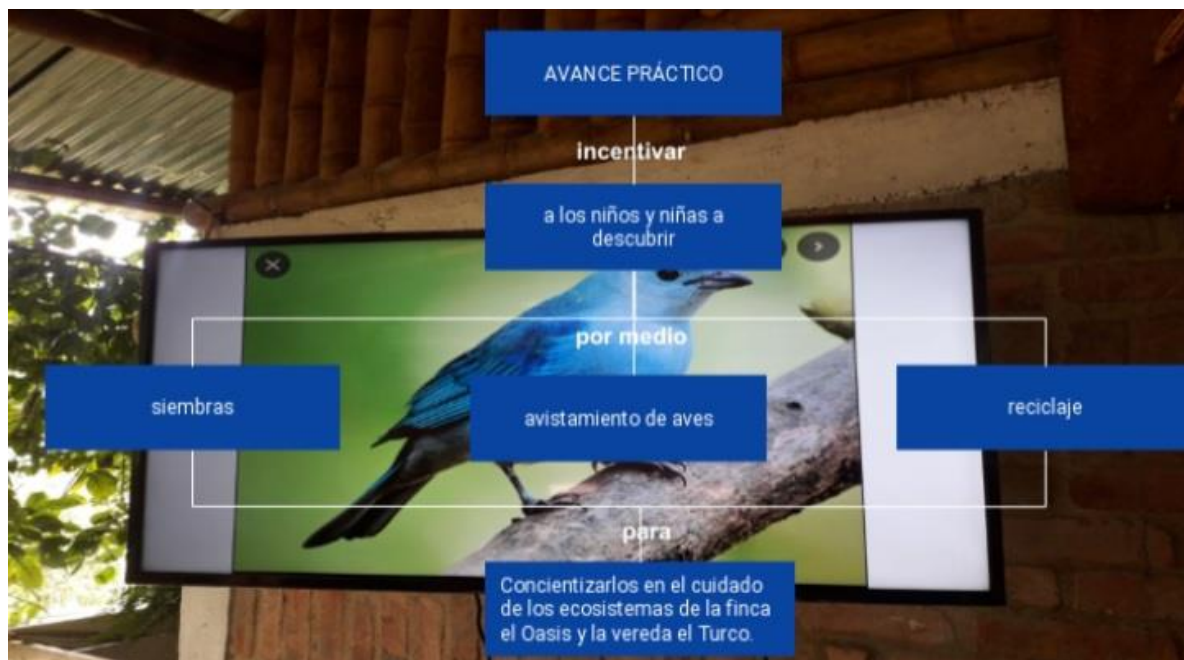 AVANCE PRÁCTICO
incentivar
a los niños y niñas a
descubrir
por medio
siembras
avistamiento de aves
reciclaje
para
Concientizarlos en el cuidado
de los ecosistemas de la finca
el Oasis y la vereda el Turco.